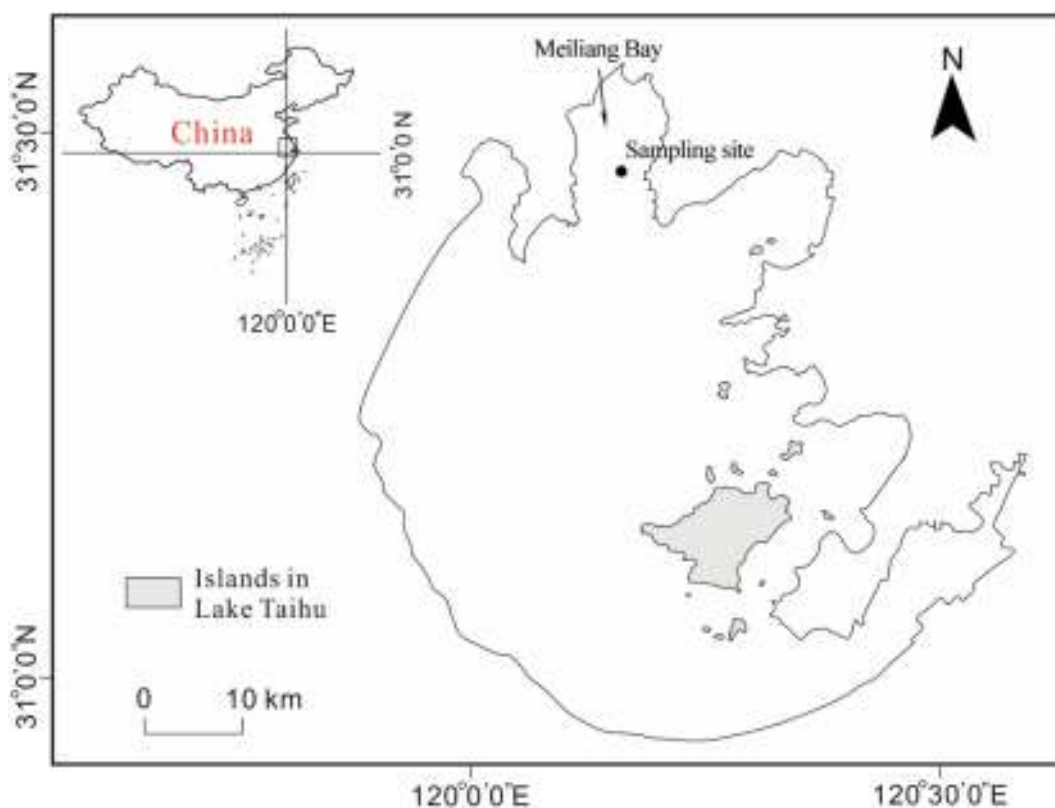 Meiliang Bay
N
31°30'0"N
China
31°0'0"N
Sampling site
120°0'0"E
Islands in
Lake Taihu
31°0'0"N
0 10 km
120°0'0"E
120°30'0"E